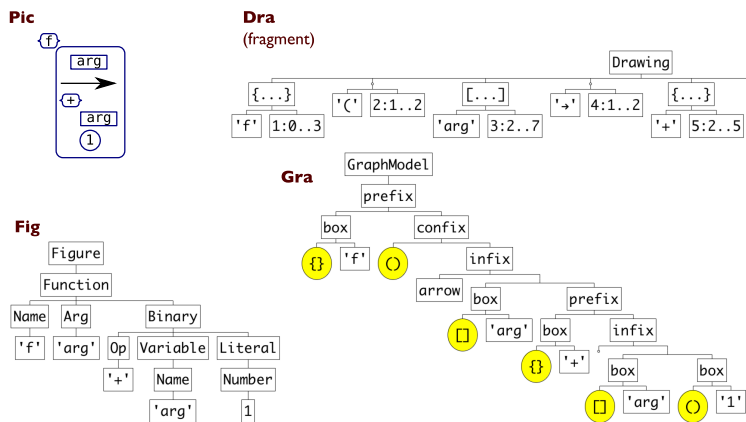 Pic
{f}
arg
{+}
arg
1
Dra
(fragment)
Drawing
{...} [...] {...}
'(' 2:1..2 '→' 4:1..2
'f' 1:0..3 'arg' 3:2..7 '+' 5:2..5
Gra
GraphModel
prefix
box confix
{} 'f' () infix
arrow box prefix
[] 'arg' box infix
{} '+' box box
[] 'arg' () '1'
Fig
Figure
Function
Name Arg Binary
'f' 'arg' Op Variable Literal
'+' Name Number
'arg' 1